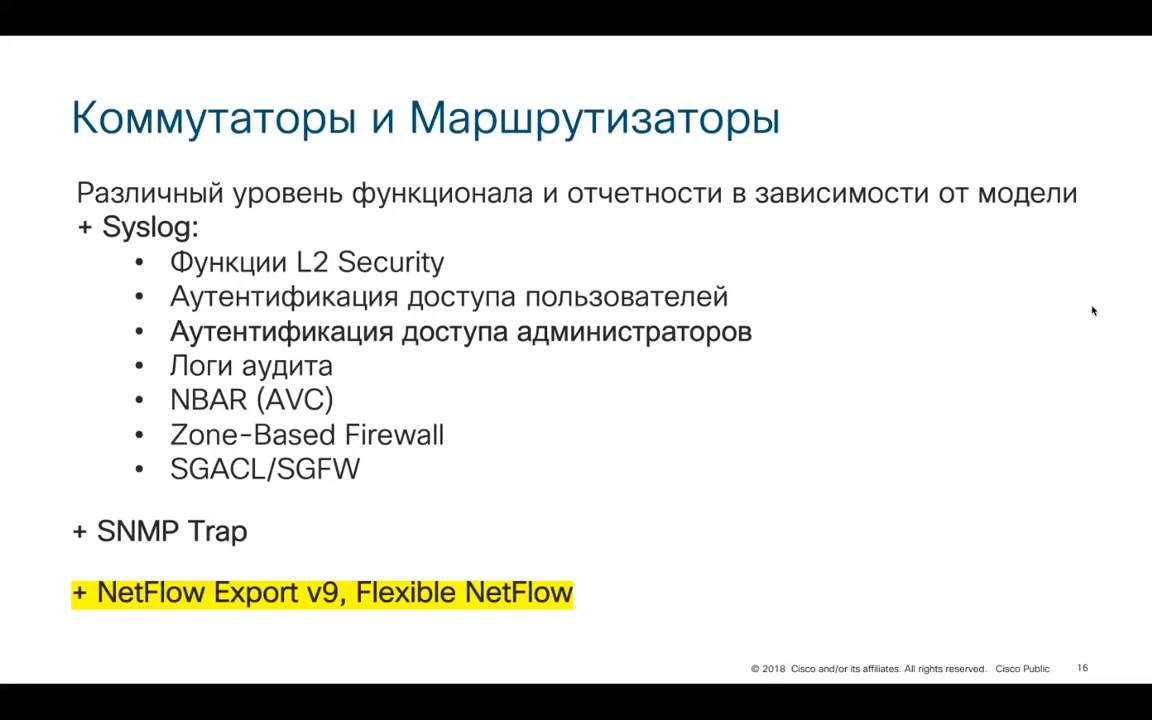 Коммутаторы и Маршрутизаторы
Различный уровень функционала и отчетности в зависимости от модели
+ Syslog:
• Функции L2 Security
• Аутентификация доступа пользователей
• Аутентификация доступа администраторов
• Логи аудита
• NBAR (AVC)
• Zone-Based Firewall
• SGACL/SGFW
+ SNMP Trap
+ NetFlow Export v9, Flexible NetFlow
© 2018 Cisco and/or its affiliates. All rights reserved. Cisco Public 16